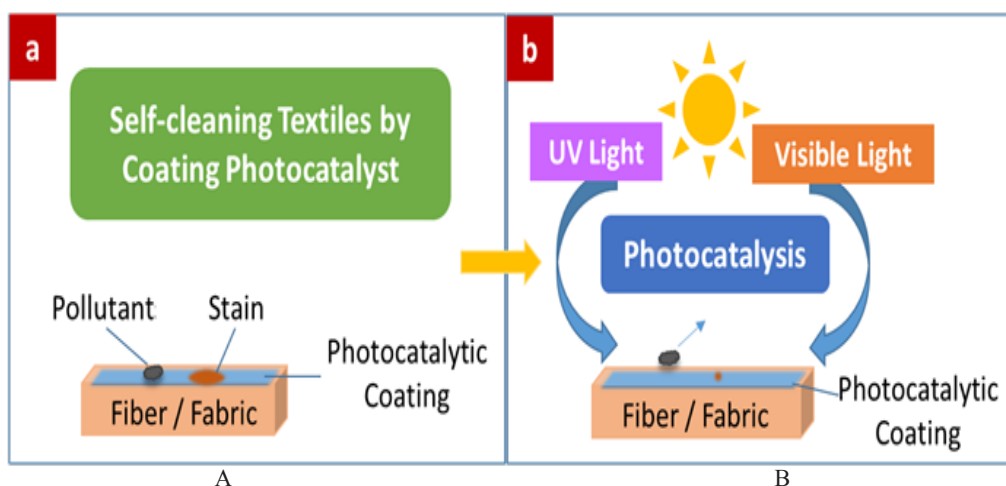 a
Self-cleaning Textiles by
Coating Photocatalyst
Pollutant
Stain
Photocatalytic
Coating
Fiber / Fabric
A
b
UV Light
Visible Light
Photocatalysis
Photocatalytic
Coating
Fiber / Fabric
B